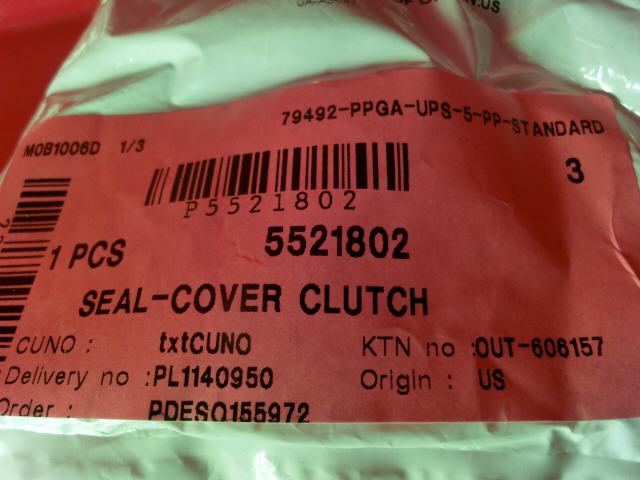 79492-PPGA-UPS-5-PP-STANDARD
M0B1006D 1/3
3
P5521802
1 PCS 5521802
SEAL-COVER CLUTCH
CUNO : txtCUNO KTN no :OUT-606157
Delivery no :PL1140950 Origin : US
Order : PDESO155972